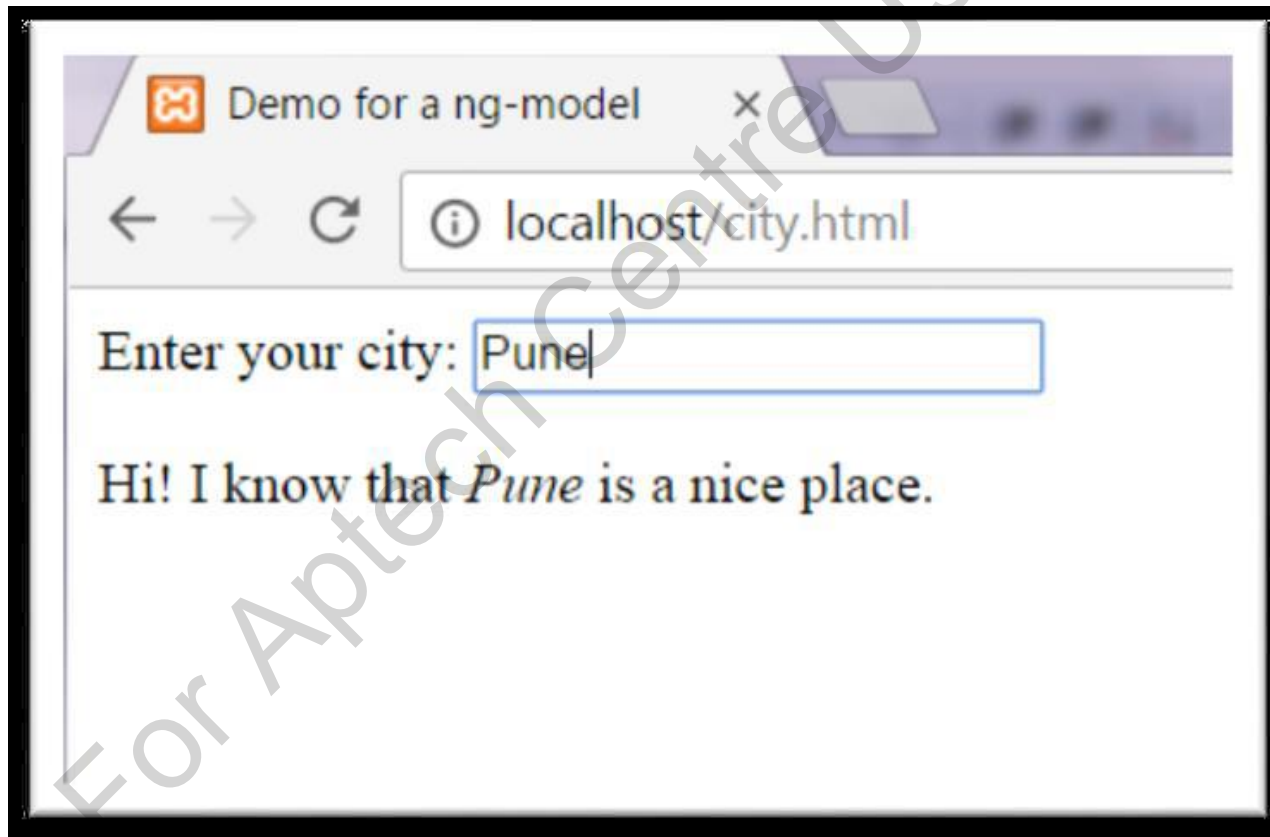 Demo for a ng-model
localhost/city.html
Enter your city: Pune
Hi! I know that Pune is a nice place.
For Aptech Centre Us